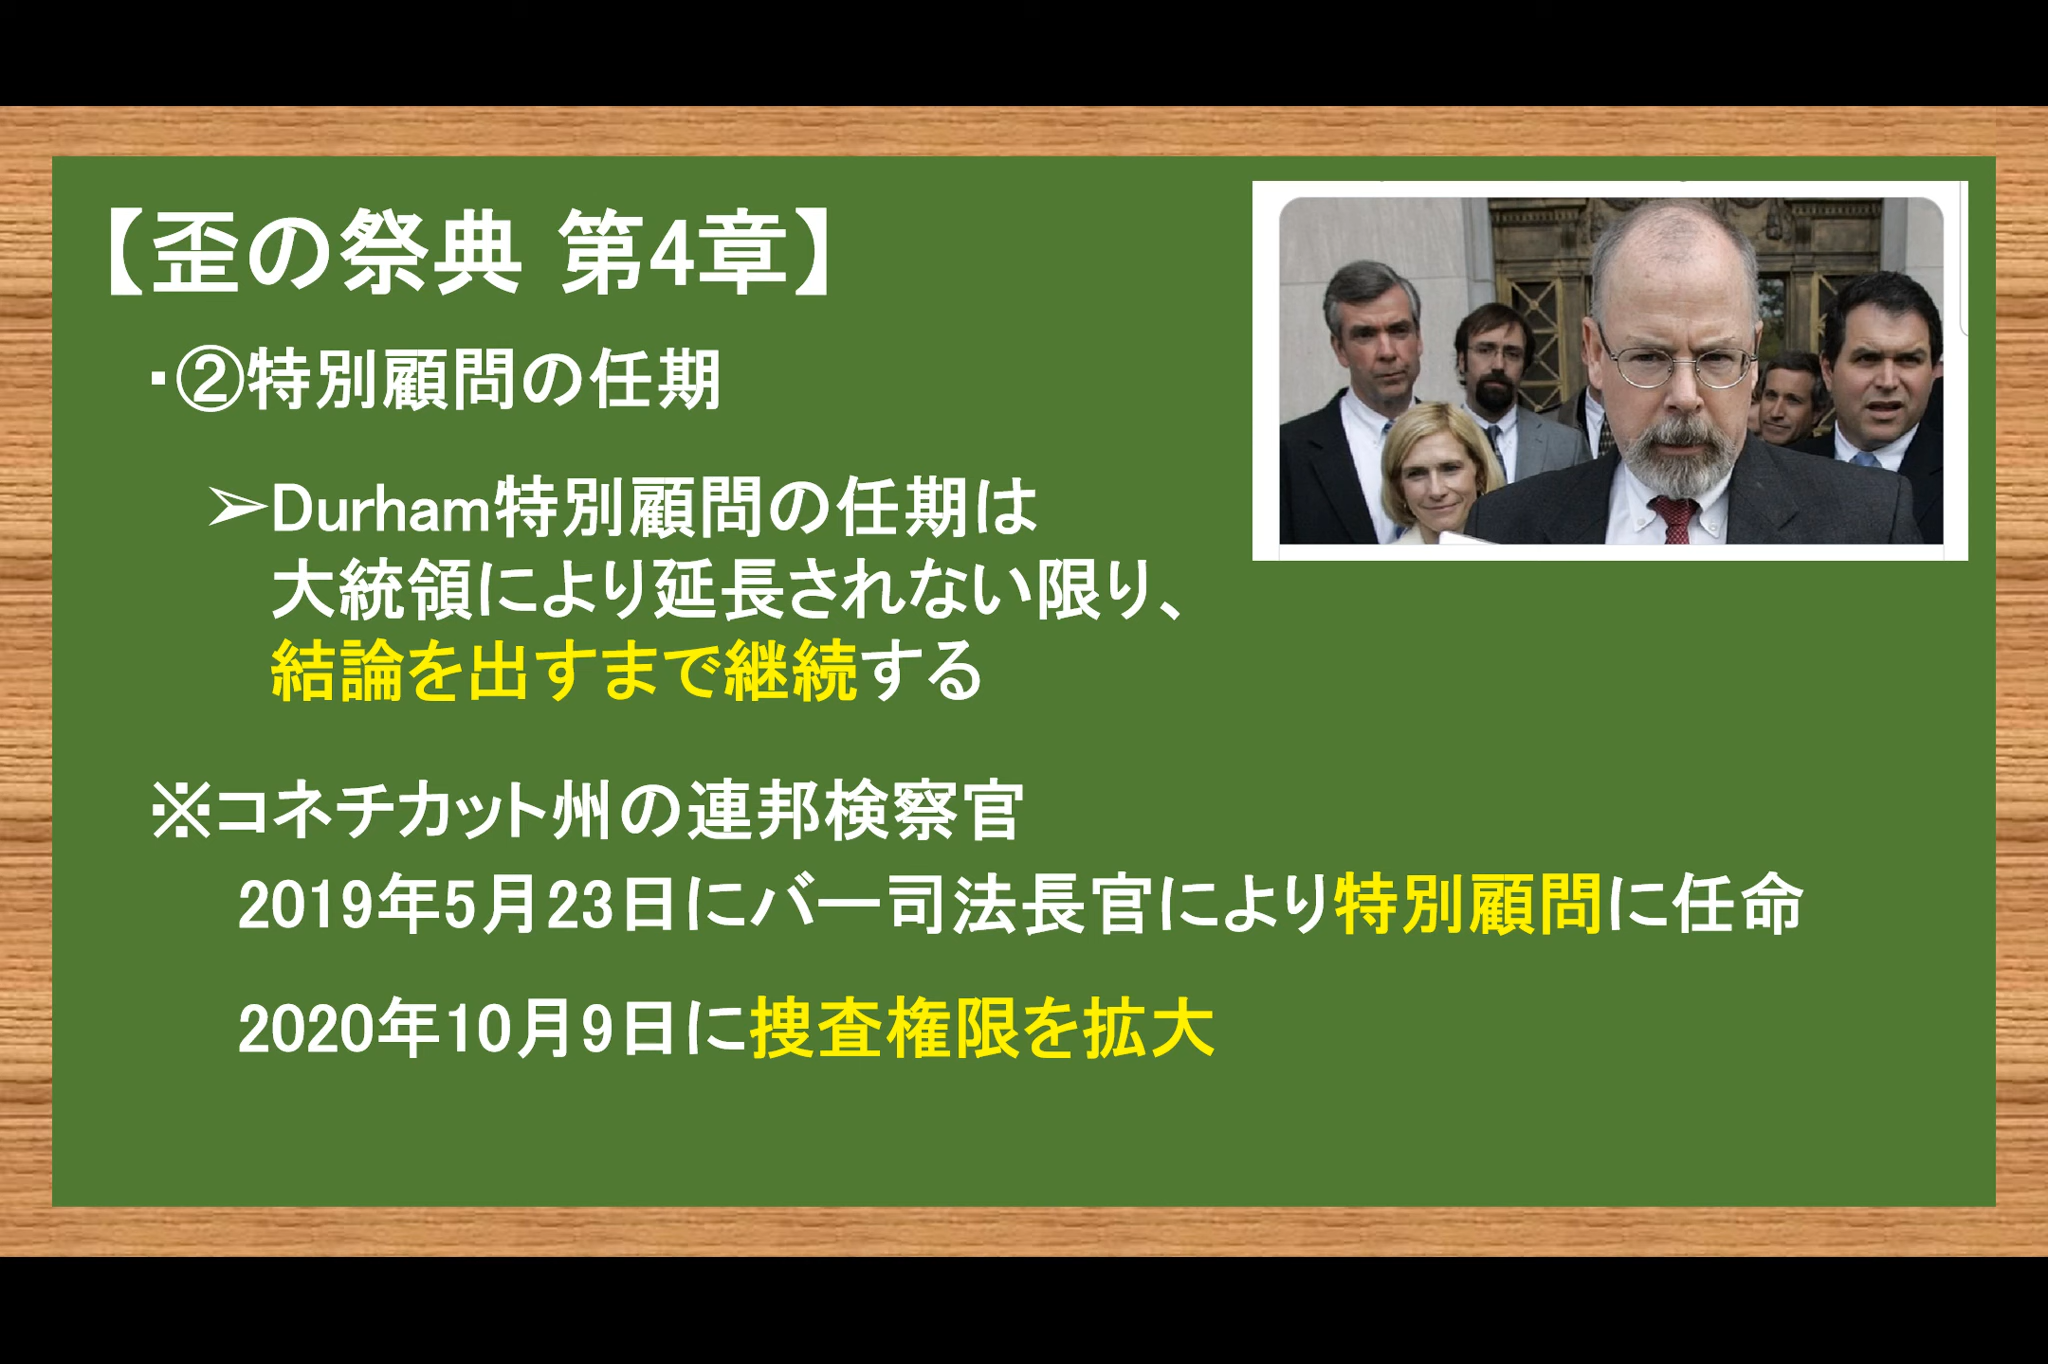 【歪の祭典 第4章】
・②特別顧問の任期
➢Durham特別顧問の任期は
大統領により延長されない限り、
結論を出すまで継続する
※コネチカット州の連邦検察官
2019年5月23日にバー司法長官により特別顧問に任命
2020年10月9日に捜査権限を拡大